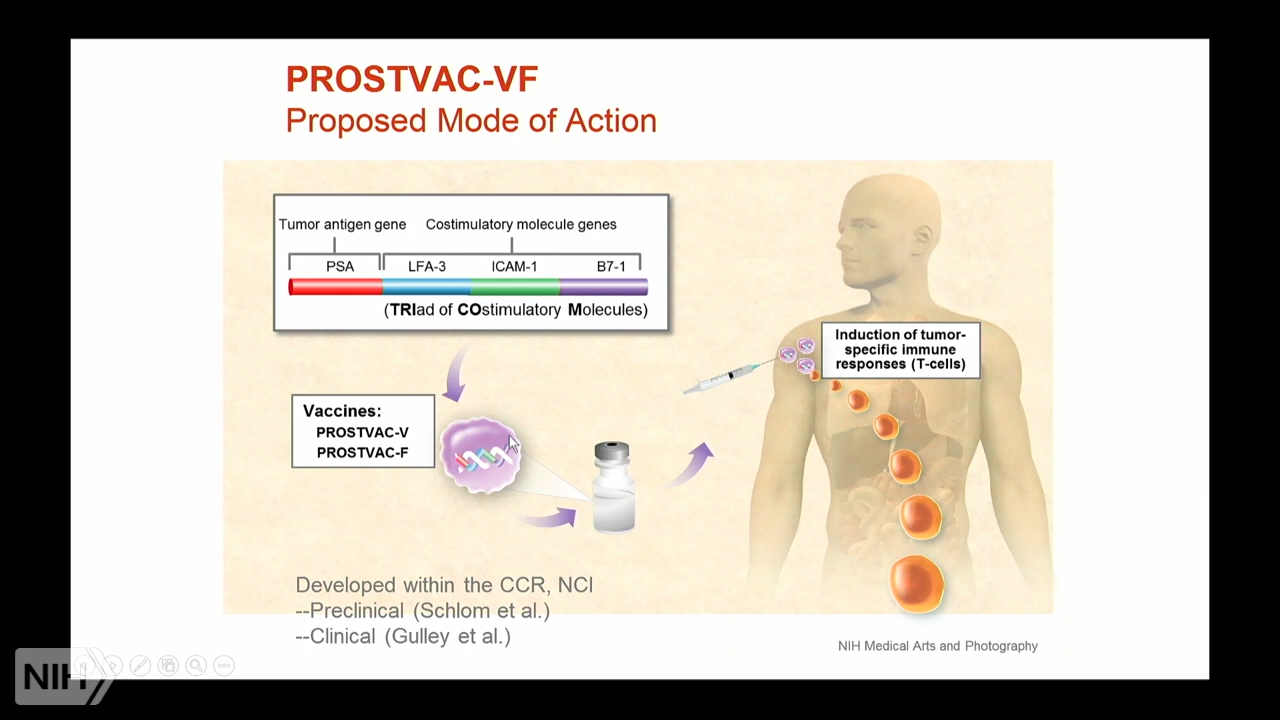 PROSTVAC-VF
Proposed Mode of Action
Tumor antigen gene
Costimulatory molecule genes
PSA
LFA-3
ICAM-1
B7-1
(TRIad of COstimulatory Molecules)
Induction of tumor-
specific immune
responses (T-cells)
Vaccines:
PROSTVAC-V
PROSTVAC-F
Developed within the CCR, NCI
--Preclinical (Schlom et al.)
--Clinical (Gulley et al.)
NIH Medical Arts and Photography
NIH